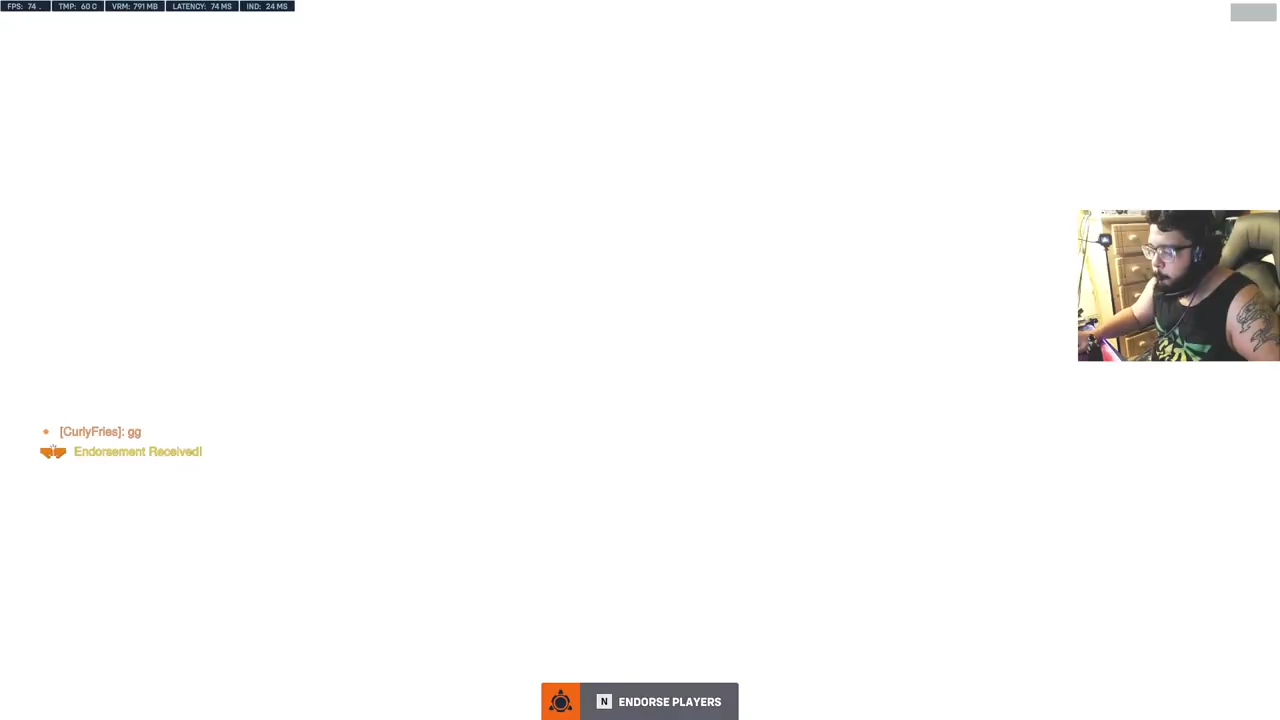 FPS: 74 . TMP: 60 C VRM: 791 MB LATENCY: 74 MS IND: 24 MS
[CurlyFries]: gg
Endorsement Received!
N ENDORSE PLAYERS